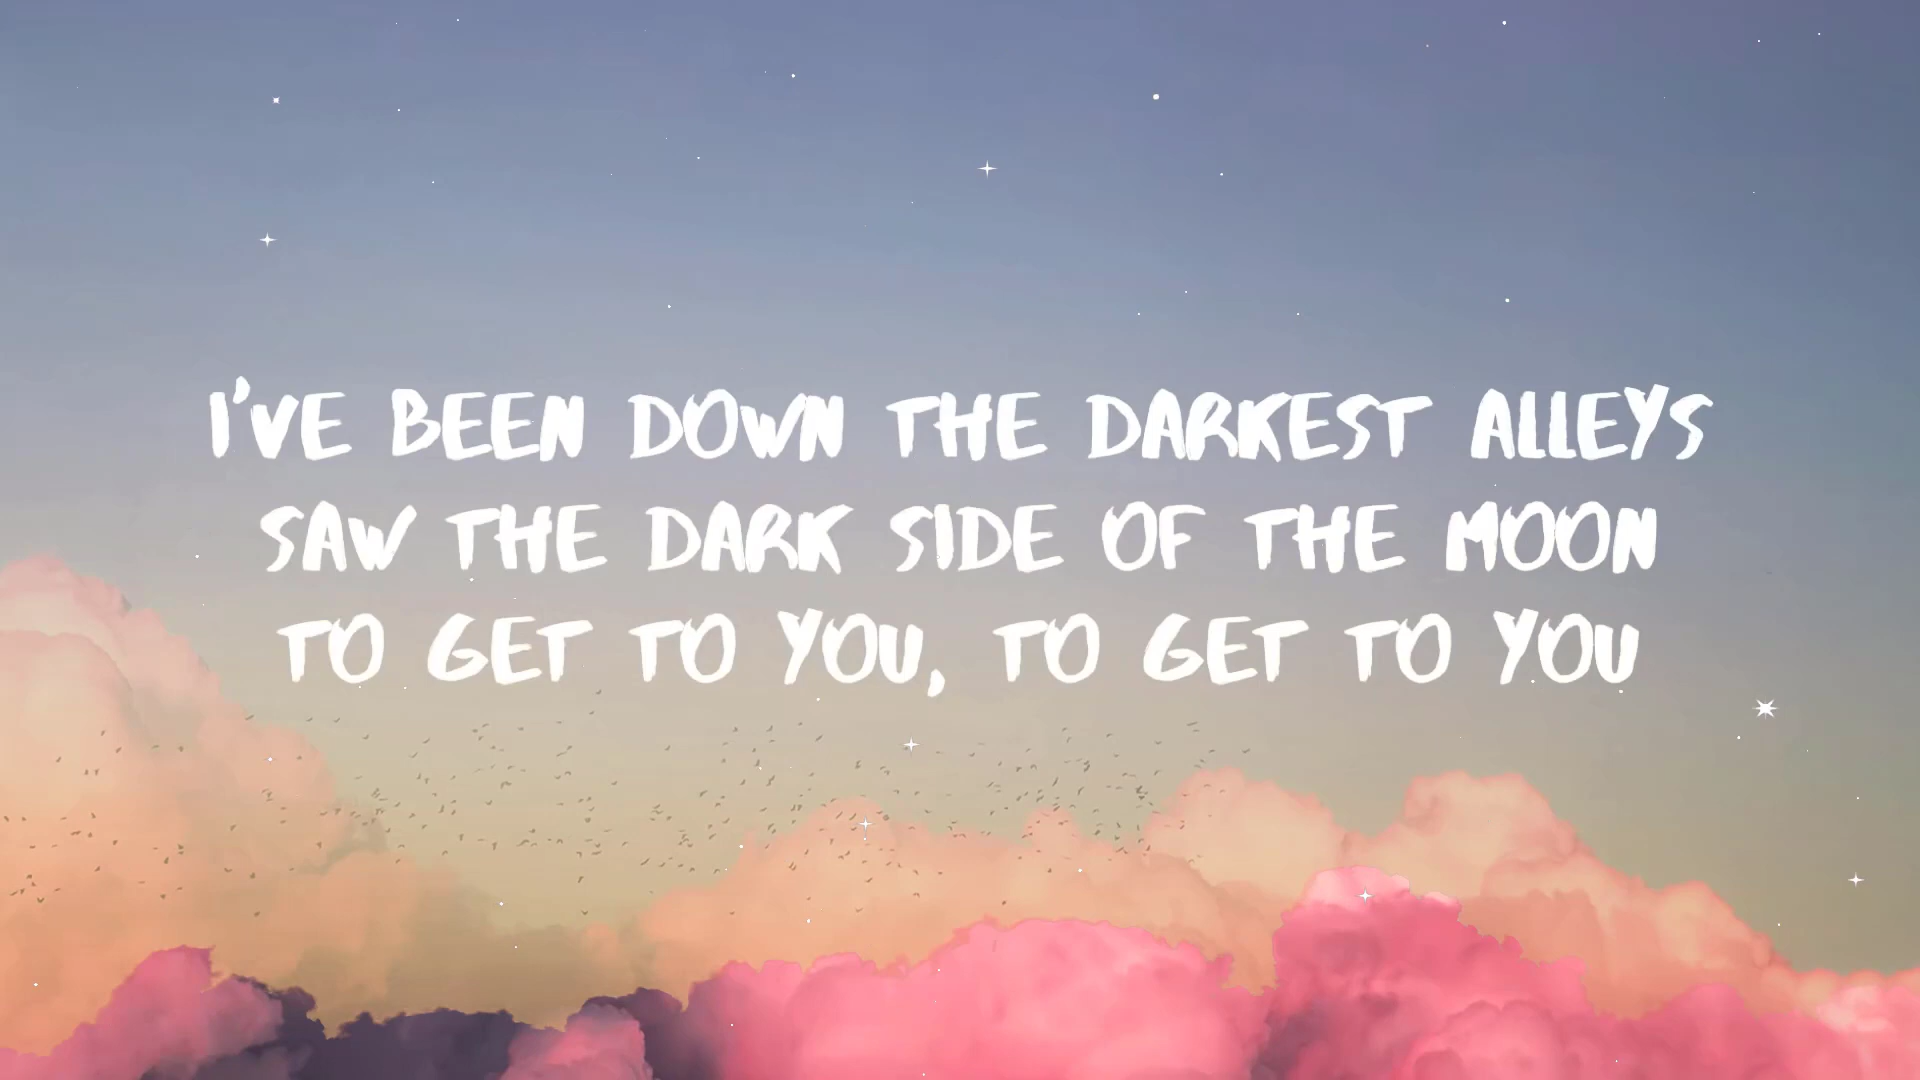 I'VE BEEN DOWN THE DARKEST ALLEYS
SAW THE DARK SIDE OF THE MOON
TO GET TO YOU, TO GET TO YOU